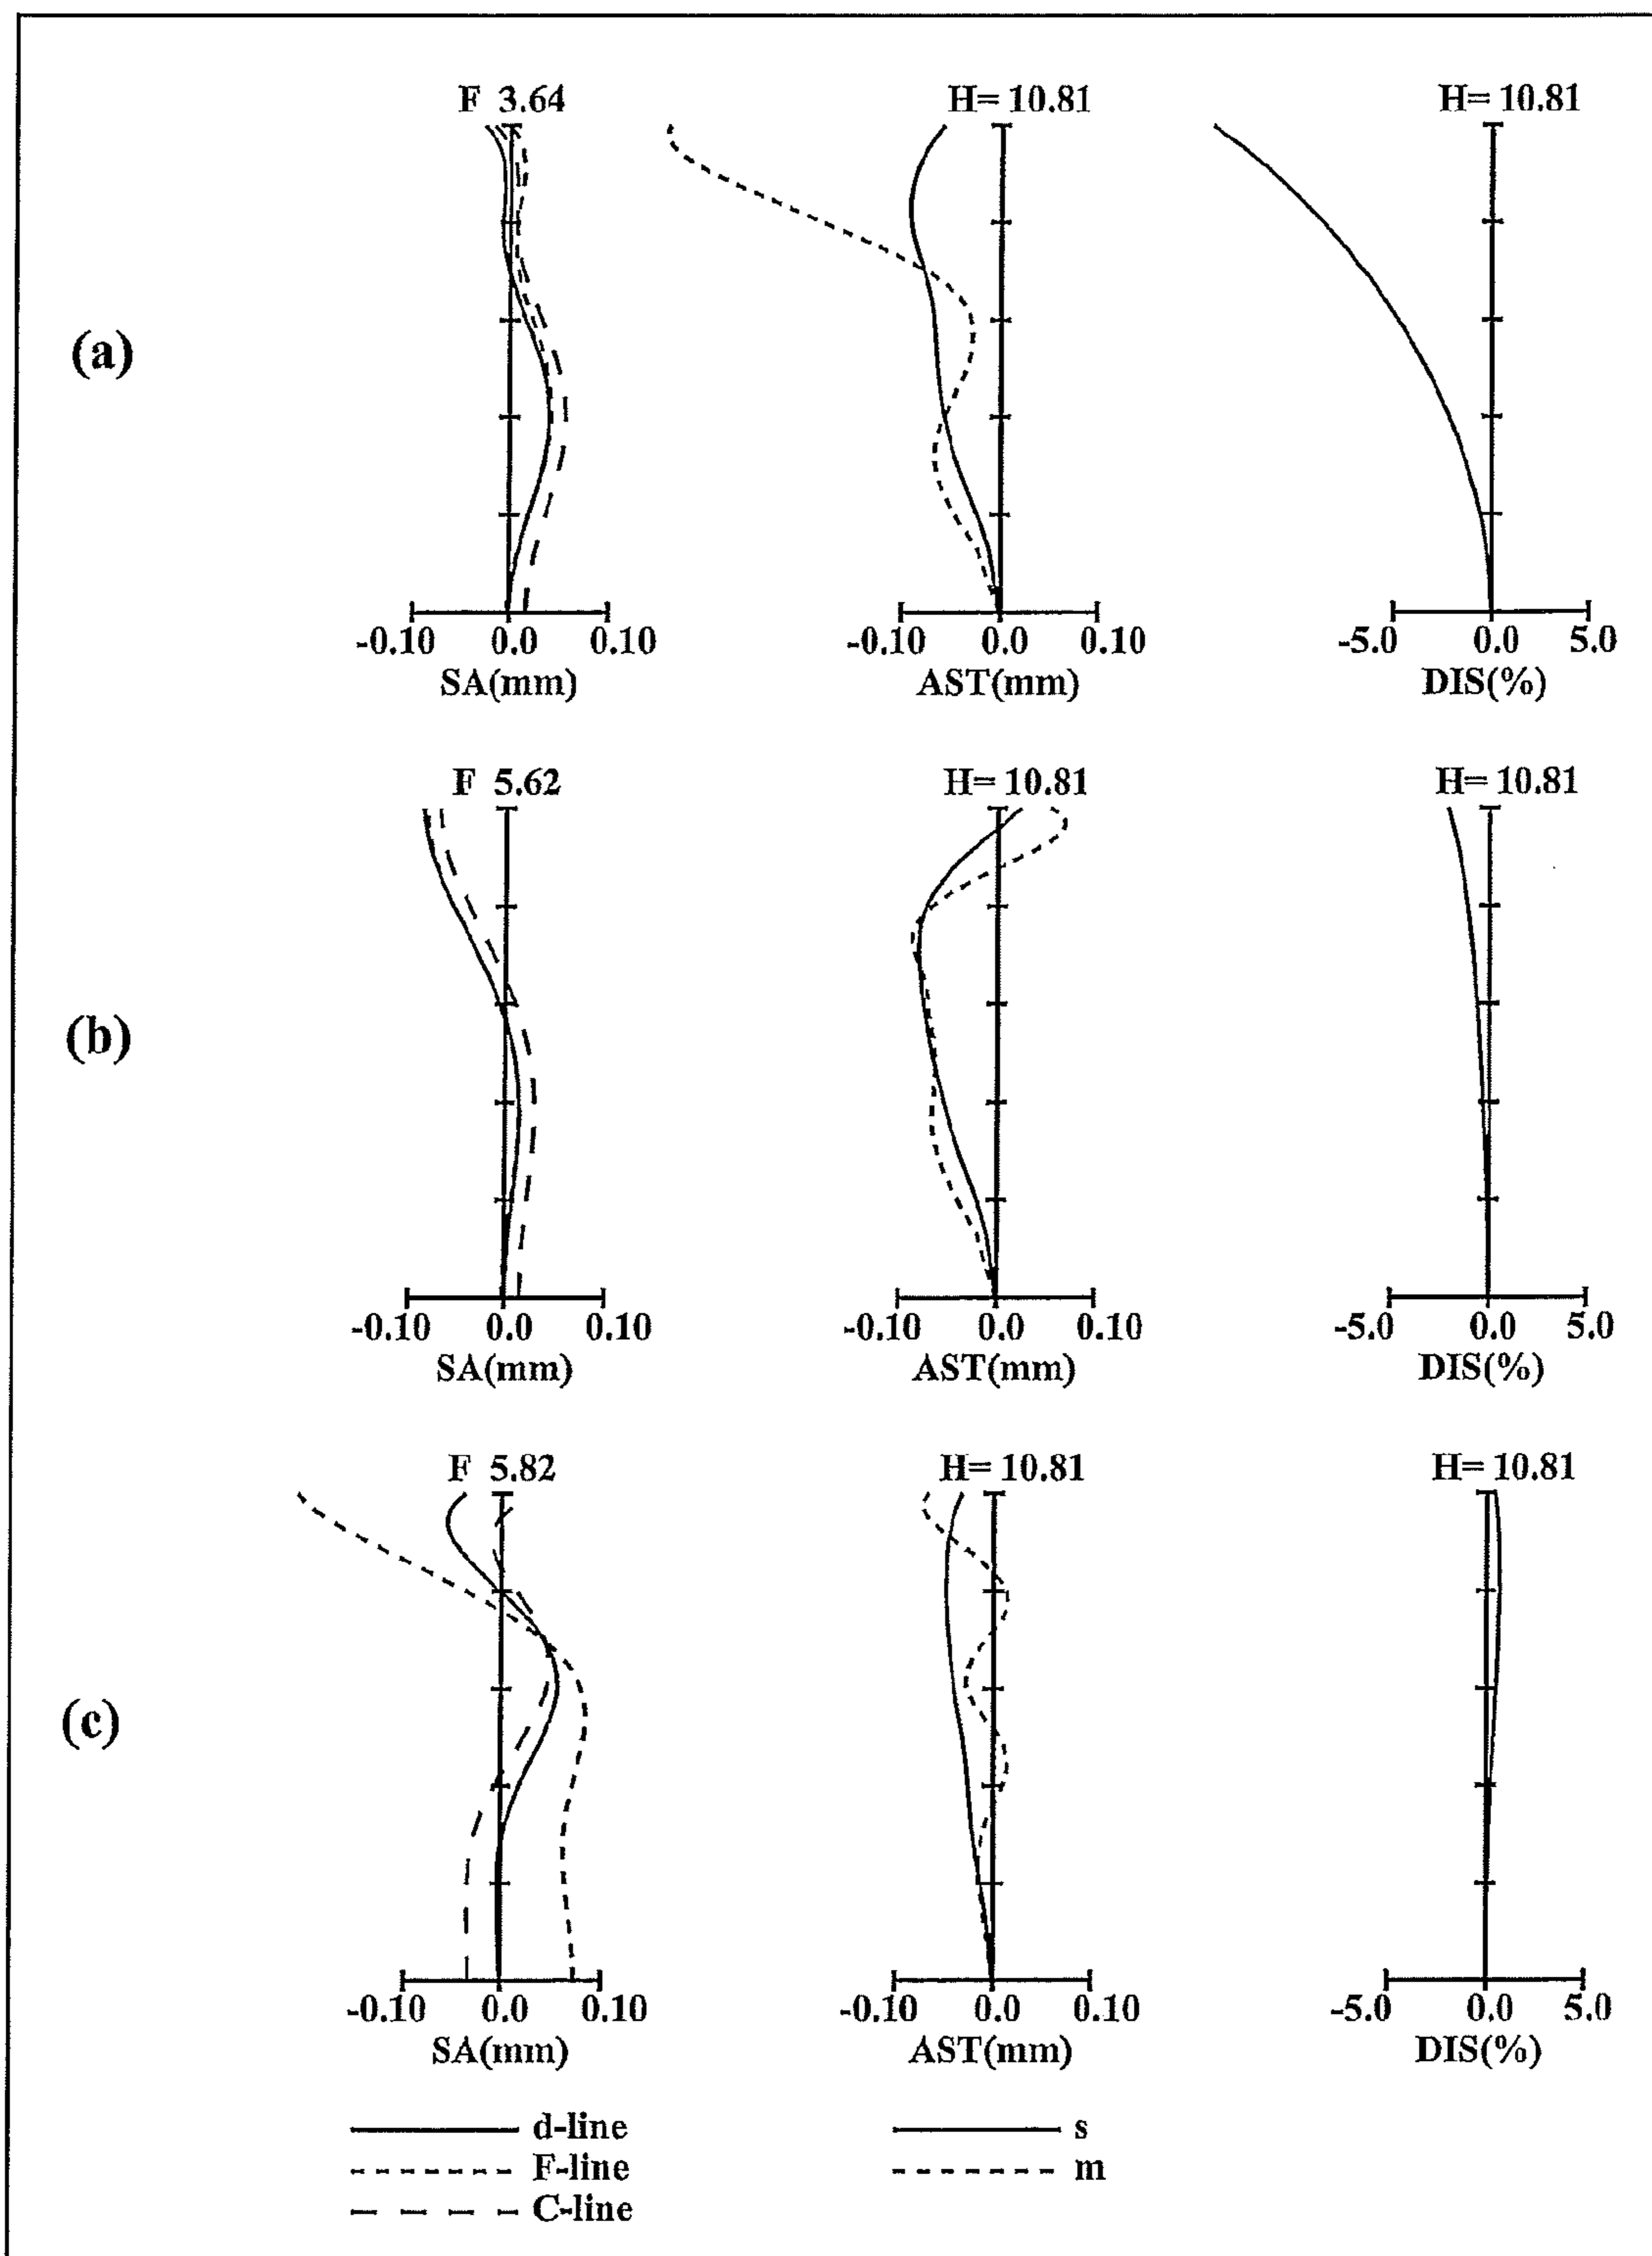 F 3.64 H= 10.81 H= 10.81
(a)
-0.10 0.0 0.10 -0.10 0.0 0.10 -5.0 0.0 5.0
SA(mm) AST(mm) DIS(%)
F 5.62 H= 10.81 H= 10.81
(b)
-0.10 0.0 0.10 -0.10 0.0 0.10 -5.0 0.0 5.0
SA(mm) AST(mm) DIS(%)
F 5.82 H= 10.81 H= 10.81
(c)
-0.10 0.0 0.10 -0.10 0.0 0.10 -5.0 0.0 5.0
SA(mm) AST(mm) DIS(%)
d-line s
F-line m
C-line